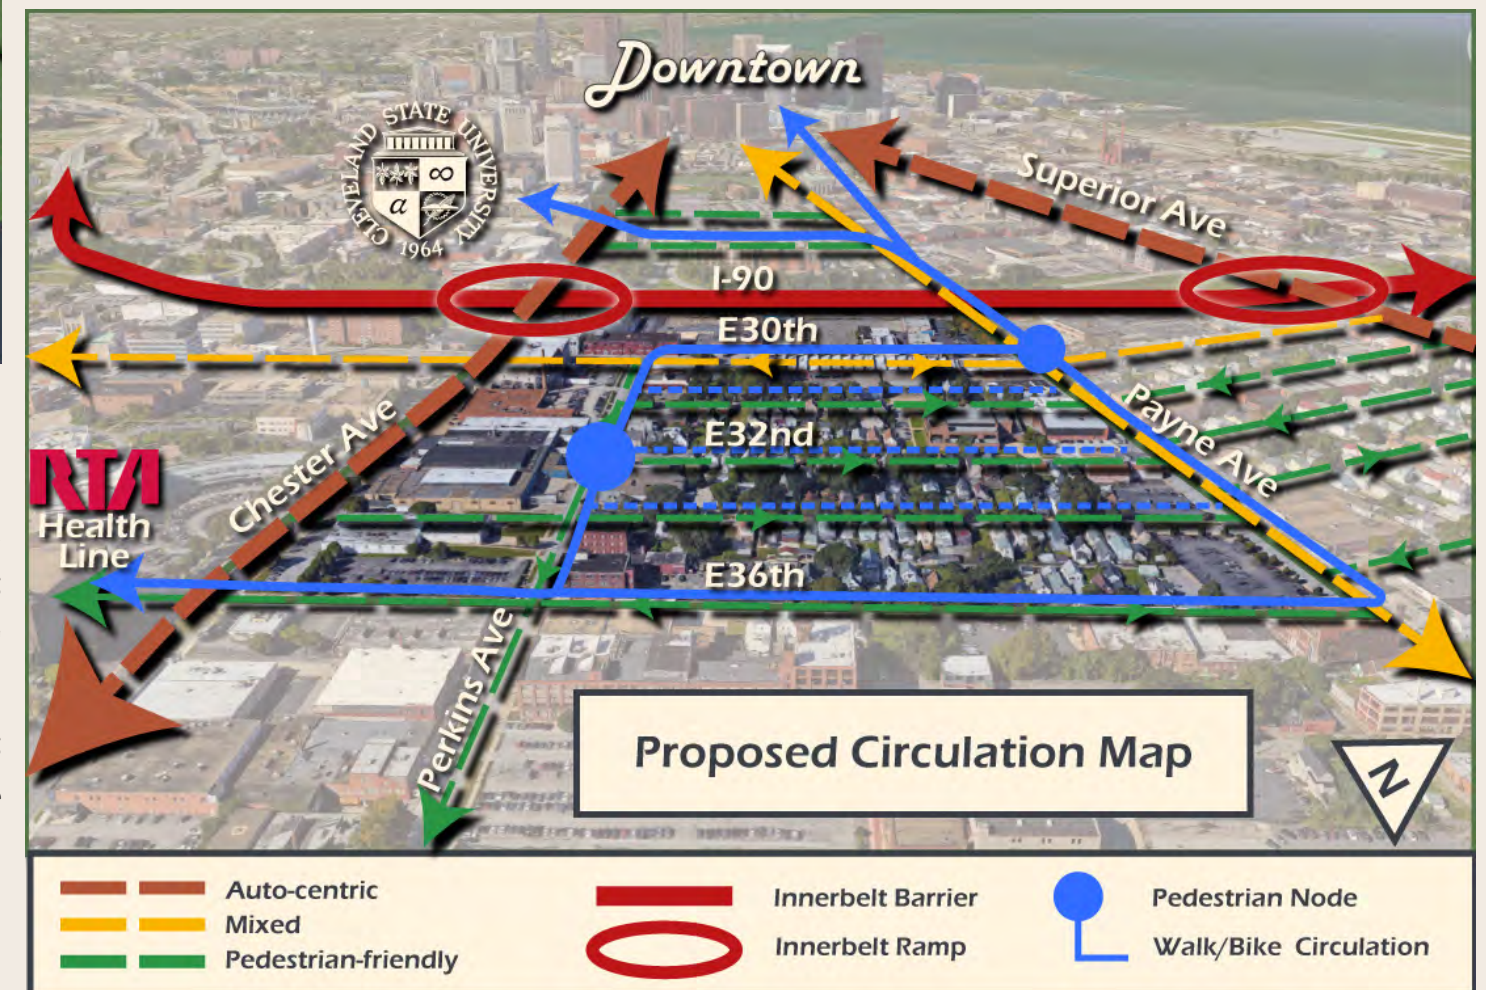 Downtown
CLEVELAND STATE UNIVERSITY
∞
α
1964
Superior Ave
I-90
E30th
Chester Ave
Payne Ave
E32nd
RTA
Health
Line
E36th
Perkins Ave
Proposed Circulation Map
N
Auto-centric
Mixed
Pedestrian-friendly
Innerbelt Barrier
Innerbelt Ramp
Pedestrian Node
Walk/Bike Circulation